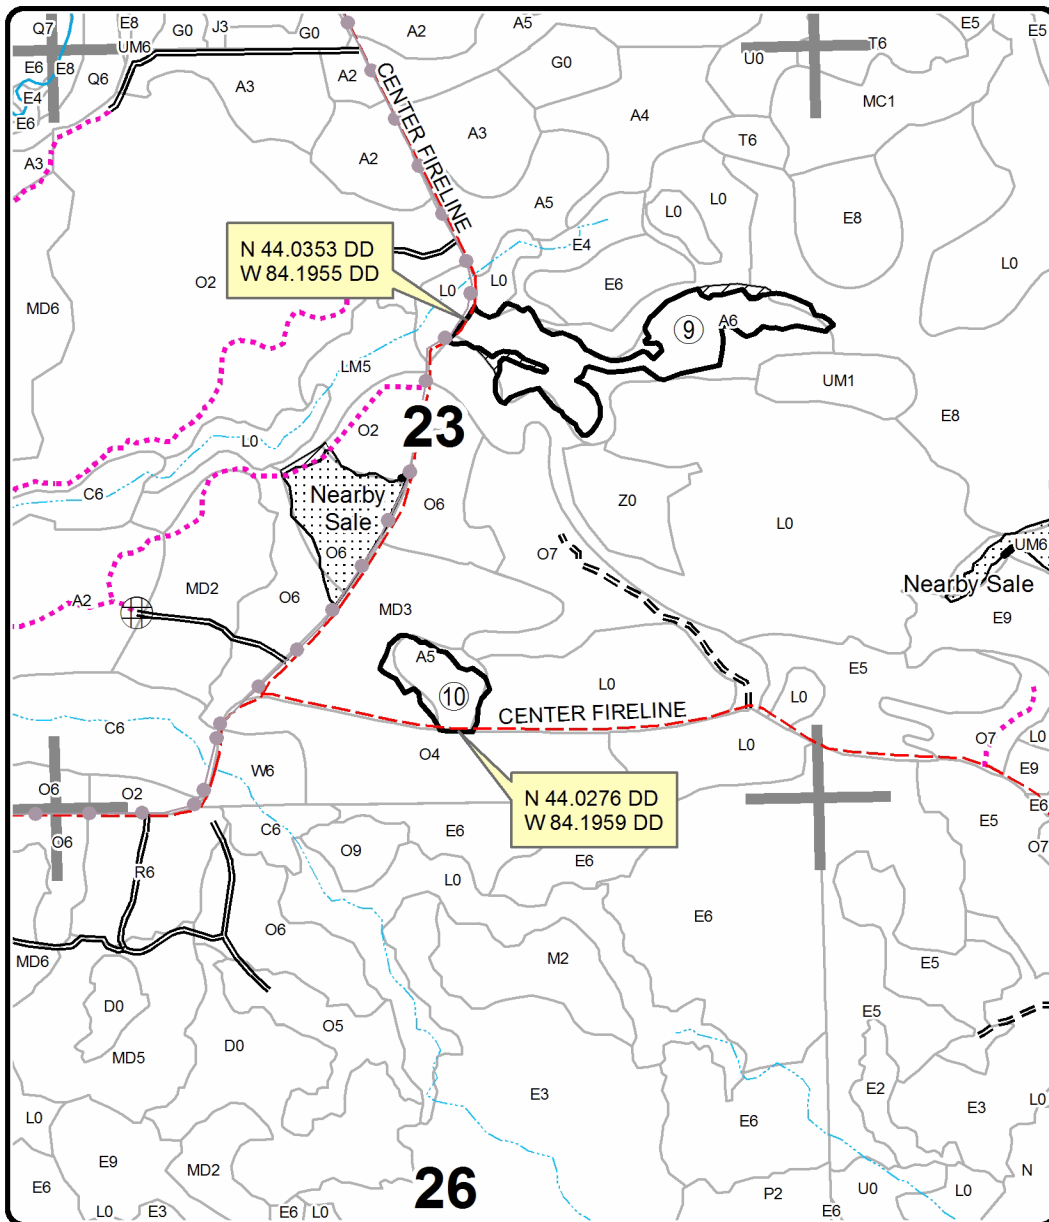 Q7
E8
G0
J3
G0
A2
A5
E5
E5
UM6
T6
U0
E6
E8
Q6
A3
A2
G0
CENTER FIRELINE
E4
E6
MC1
A4
A3
T6
A3
A2
L0
L0
A5
E8
N 44.0353 DD
W 84.1955 DD
E4
L0
O2
L0
L0
E6
MD6
9
A6
LM5
UM1
23
O2
E8
L0
C6
Nearby
Sale
O6
Z0
L0
O6
O7
UM6
Nearby Sale
MD2
A2
O6
MD3
E9
A5
E5
10
L0
L0
CENTER FIRELINE
C6
O4
L0
O7
L0
W6
E9
O6
O2
N 44.0276 DD
W 84.1959 DD
E6
E5
O6
C6
E6
O7
O9
E6
R6
L0
E6
O6
MD6
M2
E5
D0
E5
O5
D0
MD5
E2
E3
E3
L0
L0
E6
E9
MD2
N
E6
26
P2
U0
L0
L0
E3
E6
L0
E6